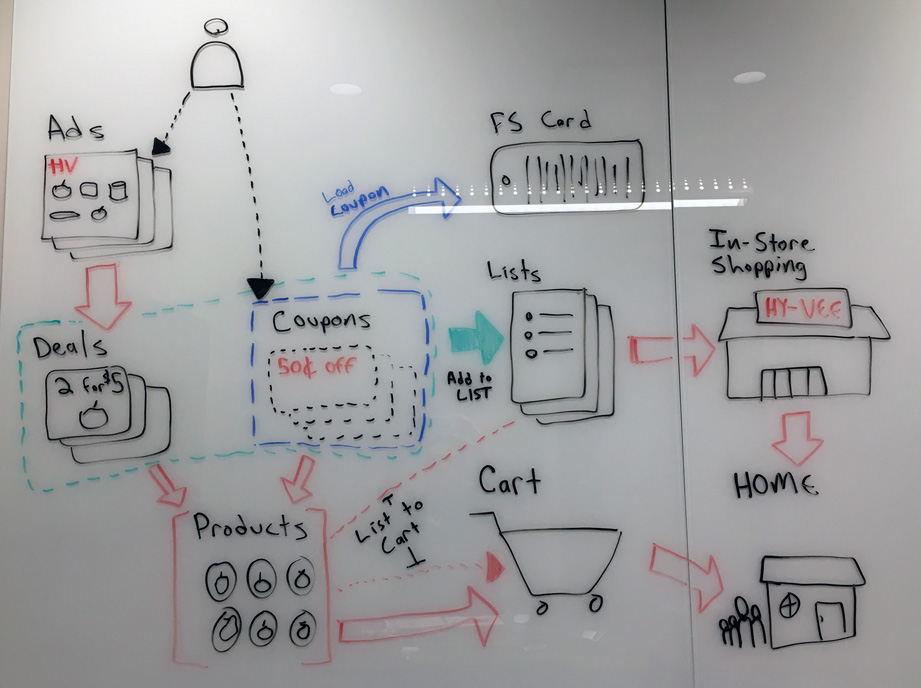 Ads
HV
FS Card
Load
Coupon
In-Store
Shopping
HY-VEE
Lists
Coupons
50¢ off
Deals
2 for $5
Add to
LIST
HOME
Cart
List to
Cart
Products